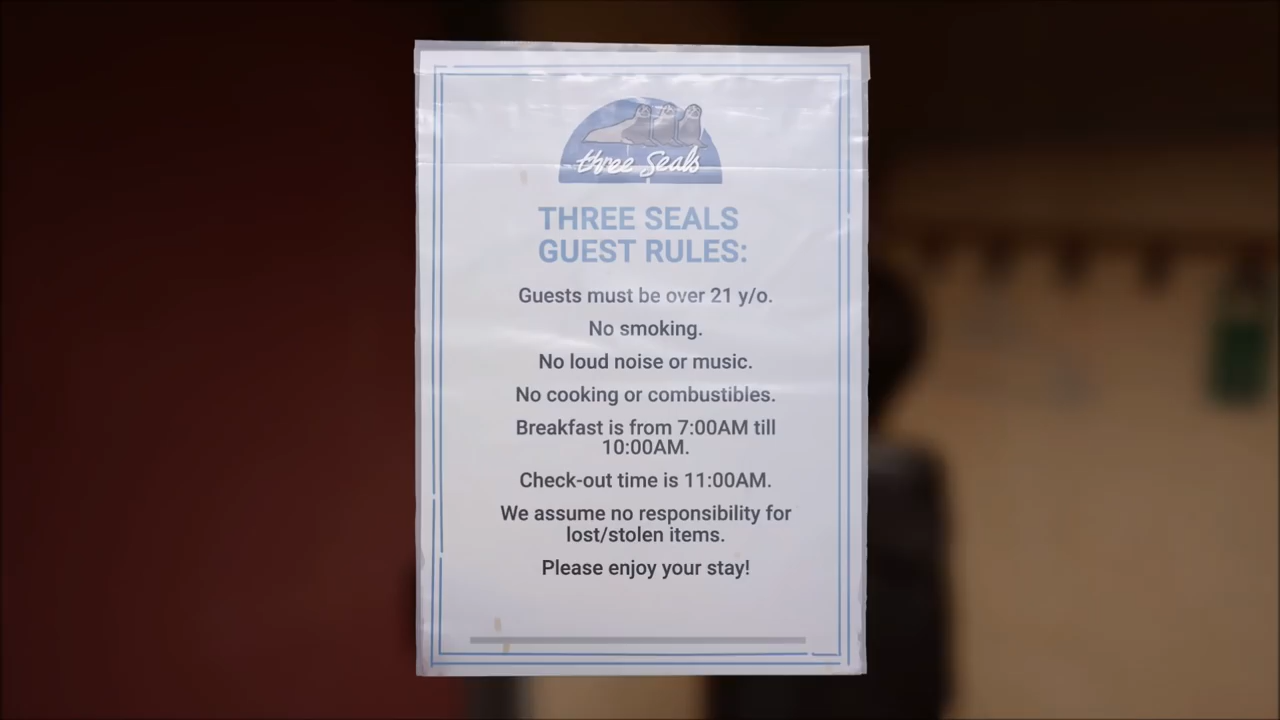 three Seals
THREE SEALS
GUEST RULES:
Guests must be over 21 y/o.
No smoking.
No loud noise or music.
No cooking or combustibles.
Breakfast is from 7:00AM till
10:00AM.
Check-out time is 11:00AM.
We assume no responsibility for
lost/stolen items.
Please enjoy your stay!